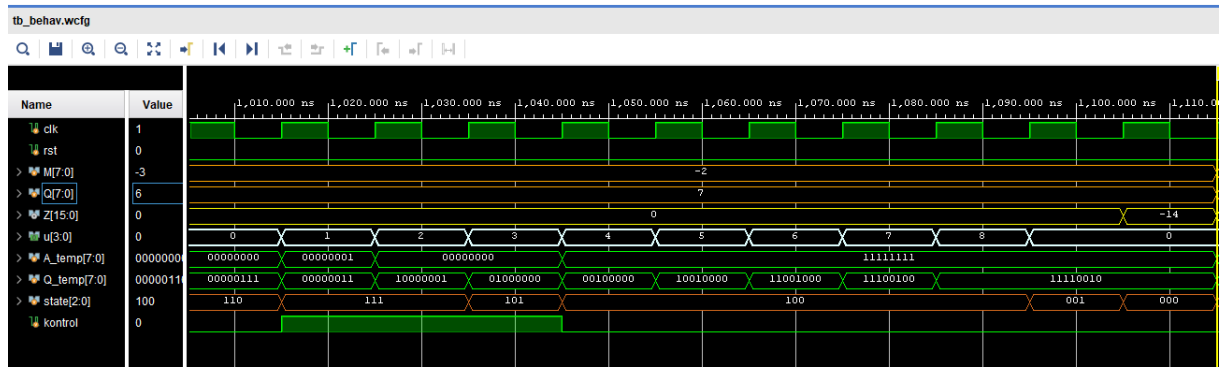 tb_behav.wcfg
Name Value 1,010.000 ns 1,020.000 ns 1,030.000 ns 1,040.000 ns 1,050.000 ns 1,060.000 ns 1,070.000 ns 1,080.000 ns 1,090.000 ns 1,100.000 ns 1,110.0
clk 1
rst 0
M[7:0] -3 -2
Q[7:0] 6 7
Z[15:0] 0 0 -14
u[3:0] 0 0 1 2 3 4 5 6 7 8 0
A_temp[7:0] 00000000 00000000 00000001 00000000 11111111
Q_temp[7:0] 0000011 00000111 00000011 10000001 01000000 00100000 10010000 11001000 11100100 11110010
state[2:0] 100 110 111 101 100 001 000
kontrol 0